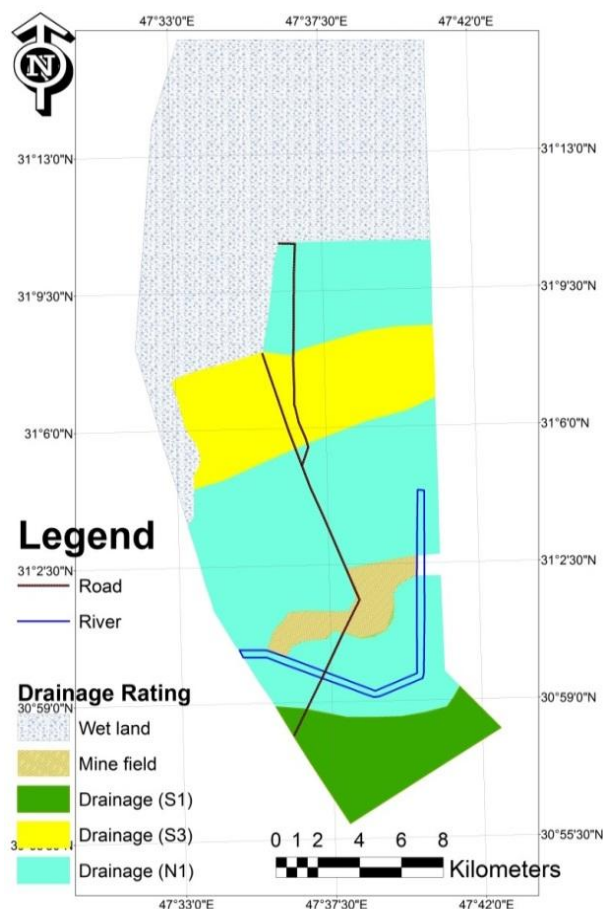 47°33'0"E 47°37'30"E 47°42'0"E
N
31°13'0"N 31°13'0"N
31°9'30"N 31°9'30"N
31°6'0"N 31°6'0"N
Legend
31°2'30"N 31°2'30"N
Road
River
Drainage Rating
30°59'0"N 30°59'0"N
Wet land
Mine field
Drainage (S1)
Drainage (S3)
30°55'30"N
Drainage (N1)
0 1 2 4 6 8
Kilometers
47°33'0"E 47°37'30"E 47°42'0"E